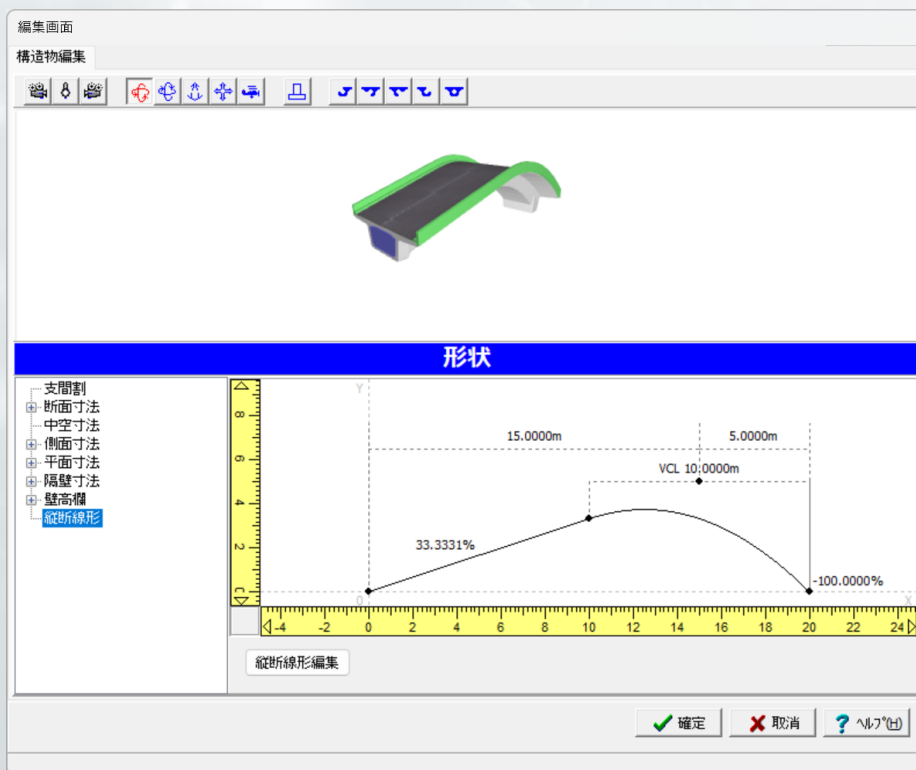 編集画面
構造物編集
形状
支間割
断面寸法
中空寸法
側面寸法
平面寸法
隔壁寸法
壁高欄
縦断線形
Y
8
6
4
2
0
15.0000m
5.0000m
VCL 10.0000m
33.3331%
-100.0000%
0
X
-4 -2 0 2 4 6 8 10 12 14 16 18 20 22 24
縦断線形編集
確定
取消
ﾍﾙﾌﾟ(H)